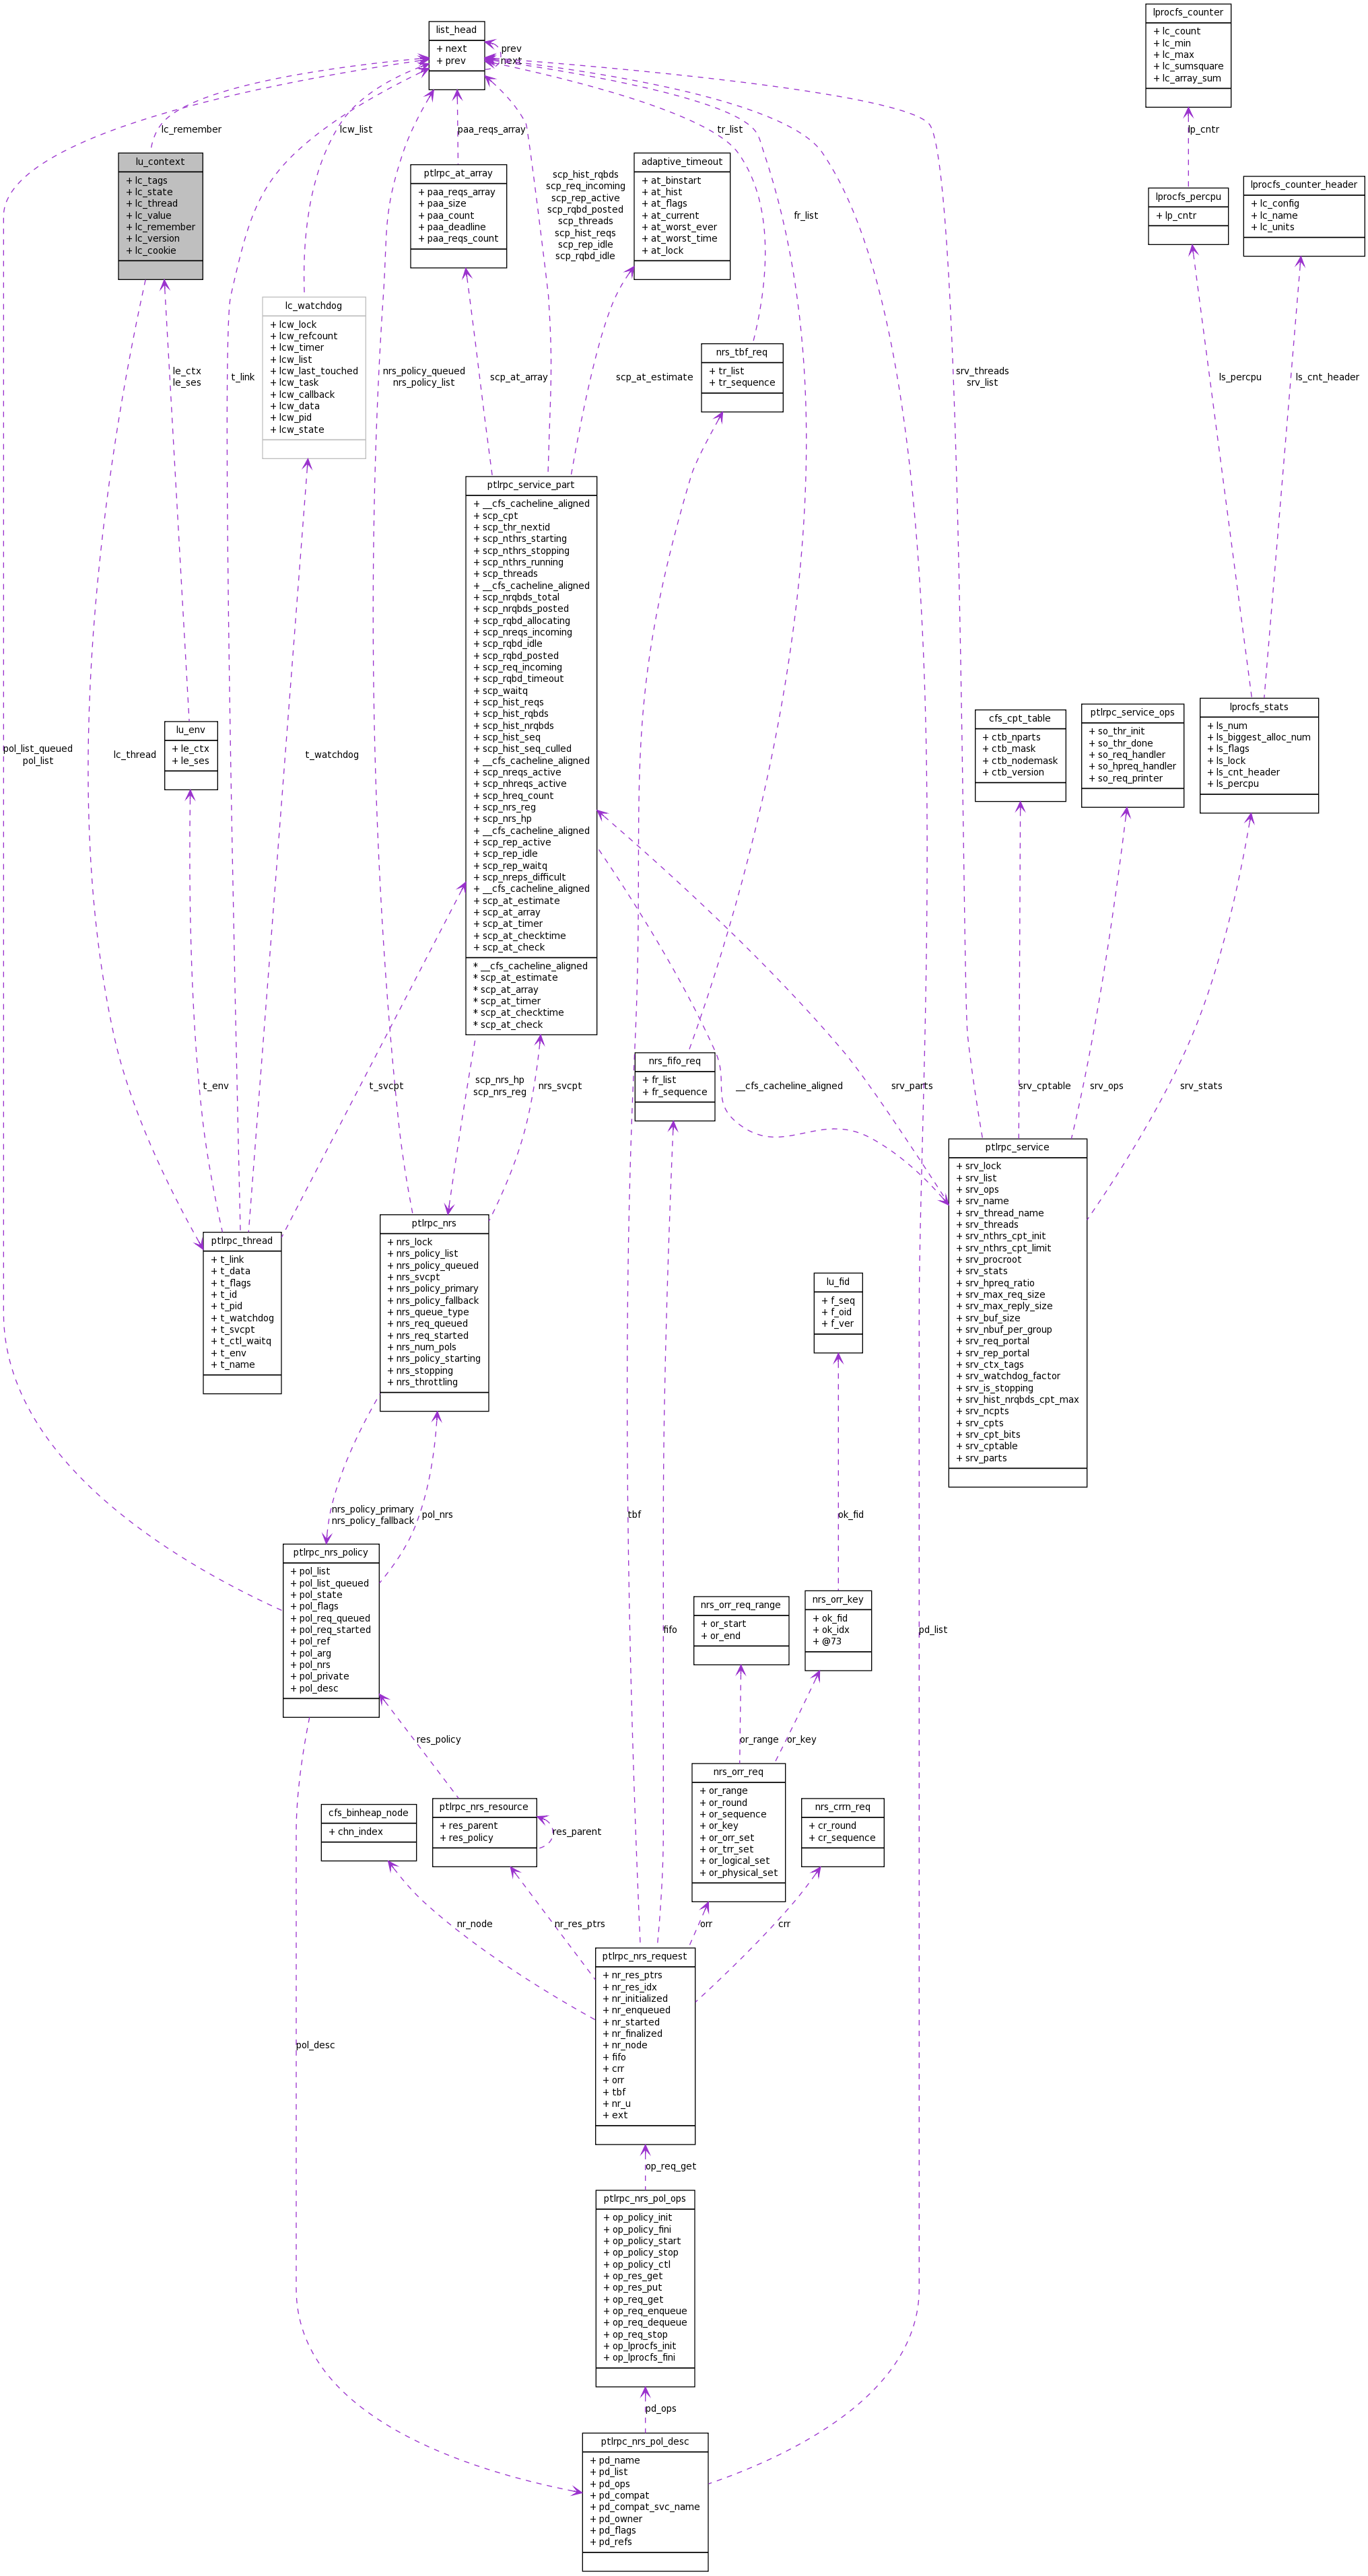 list_head
+ next
+ prev
prev
next
lprocfs_counter
+ lc_count
+ lc_min
+ lc_max
+ lc_sumsquare
+ lc_array_sum
lc_remember
lcw_list
paa_reqs_array
tr_list
lp_cntr
lu_context
+ lc_tags
+ lc_state
+ lc_thread
+ lc_value
+ lc_remember
+ lc_version
+ lc_cookie
ptlrpc_at_array
+ paa_reqs_array
+ paa_size
+ paa_count
+ paa_deadline
+ paa_reqs_count
scp_hist_rqbds
scp_req_incoming
scp_rep_active
scp_rqbd_posted
scp_threads
scp_hist_reqs
scp_rep_idle
scp_rqbd_idle
adaptive_timeout
+ at_binstart
+ at_hist
+ at_flags
+ at_current
+ at_worst_ever
+ at_worst_time
+ at_lock
fr_list
lprocfs_percpu
+ lp_cntr
lprocfs_counter_header
+ lc_config
+ lc_name
+ lc_units
lc_watchdog
+ lcw_lock
+ lcw_refcount
+ lcw_timer
+ lcw_list
+ lcw_last_touched
+ lcw_task
+ lcw_callback
+ lcw_data
+ lcw_pid
+ lcw_state
nrs_tbf_req
+ tr_list
+ tr_sequence
le_ctx
le_ses
t_link
nrs_policy_queued
nrs_policy_list
scp_at_array
scp_at_estimate
srv_threads
srv_list
ls_percpu
ls_cnt_header
ptlrpc_service_part
+ __cfs_cacheline_aligned
+ scp_cpt
+ scp_thr_nextid
+ scp_nthrs_starting
+ scp_nthrs_stopping
+ scp_nthrs_running
+ scp_threads
+ __cfs_cacheline_aligned
+ scp_nrqbds_total
+ scp_nrqbds_posted
+ scp_rqbd_allocating
+ scp_nreqs_incoming
+ scp_rqbd_idle
+ scp_rqbd_posted
+ scp_req_incoming
+ scp_rqbd_timeout
+ scp_waitq
+ scp_hist_reqs
+ scp_hist_rqbds
+ scp_hist_nrqbds
+ scp_hist_seq
+ scp_hist_seq_culled
+ __cfs_cacheline_aligned
+ scp_nreqs_active
+ scp_nhreqs_active
+ scp_hreq_count
+ scp_nrs_reg
+ scp_nrs_hp
+ __cfs_cacheline_aligned
+ scp_rep_active
+ scp_rep_idle
+ scp_rep_waitq
+ scp_nreps_difficult
+ __cfs_cacheline_aligned
+ scp_at_estimate
+ scp_at_array
+ scp_at_timer
+ scp_at_checktime
+ scp_at_check
* __cfs_cacheline_aligned
* scp_at_estimate
* scp_at_array
* scp_at_timer
* scp_at_checktime
* scp_at_check
pol_list_queued
pol_list
lc_thread
lu_env
+ le_ctx
+ le_ses
t_watchdog
cfs_cpt_table
+ ctb_nparts
+ ctb_mask
+ ctb_nodemask
+ ctb_version
ptlrpc_service_ops
+ so_thr_init
+ so_thr_done
+ so_req_handler
+ so_hpreq_handler
+ so_req_printer
lprocfs_stats
+ ls_num
+ ls_biggest_alloc_num
+ ls_flags
+ ls_lock
+ ls_cnt_header
+ ls_percpu
t_env
t_svcpt
scp_nrs_hp
scp_nrs_reg
nrs_svcpt
nrs_fifo_req
+ fr_list
+ fr_sequence
__cfs_cacheline_aligned
srv_parts
srv_cptable
srv_ops
srv_stats
ptlrpc_service
+ srv_lock
+ srv_list
+ srv_ops
+ srv_name
+ srv_thread_name
+ srv_threads
+ srv_nthrs_cpt_init
+ srv_nthrs_cpt_limit
+ srv_procroot
+ srv_stats
+ srv_hpreq_ratio
+ srv_max_req_size
+ srv_max_reply_size
+ srv_buf_size
+ srv_nbuf_per_group
+ srv_req_portal
+ srv_rep_portal
+ srv_ctx_tags
+ srv_watchdog_factor
+ srv_is_stopping
+ srv_hist_nrqbds_cpt_max
+ srv_ncpts
+ srv_cpts
+ srv_cpt_bits
+ srv_cptable
+ srv_parts
ptlrpc_thread
+ t_link
+ t_data
+ t_flags
+ t_id
+ t_pid
+ t_watchdog
+ t_svcpt
+ t_ctl_waitq
+ t_env
+ t_name
ptlrpc_nrs
+ nrs_lock
+ nrs_policy_list
+ nrs_policy_queued
+ nrs_svcpt
+ nrs_policy_primary
+ nrs_policy_fallback
+ nrs_queue_type
+ nrs_req_queued
+ nrs_req_started
+ nrs_num_pols
+ nrs_policy_starting
+ nrs_stopping
+ nrs_throttling
lu_fid
+ f_seq
+ f_oid
+ f_ver
nrs_policy_primary
nrs_policy_fallback
pol_nrs
tbf
ok_fid
ptlrpc_nrs_policy
+ pol_list
+ pol_list_queued
+ pol_state
+ pol_flags
+ pol_req_queued
+ pol_req_started
+ pol_ref
+ pol_arg
+ pol_nrs
+ pol_private
+ pol_desc
fifo
nrs_orr_req_range
+ or_start
+ or_end
nrs_orr_key
+ ok_fid
+ ok_idx
+ @73
pd_list
res_policy
or_range
or_key
cfs_binheap_node
+ chn_index
ptlrpc_nrs_resource
+ res_parent
+ res_policy
res_parent
nrs_orr_req
+ or_range
+ or_round
+ or_sequence
+ or_key
+ or_orr_set
+ or_trr_set
+ or_logical_set
+ or_physical_set
nrs_crrn_req
+ cr_round
+ cr_sequence
nr_node
nr_res_ptrs
orr
crr
pol_desc
ptlrpc_nrs_request
+ nr_res_ptrs
+ nr_res_idx
+ nr_initialized
+ nr_enqueued
+ nr_started
+ nr_finalized
+ nr_node
+ fifo
+ crr
+ orr
+ tbf
+ nr_u
+ ext
op_req_get
ptlrpc_nrs_pol_ops
+ op_policy_init
+ op_policy_fini
+ op_policy_start
+ op_policy_stop
+ op_policy_ctl
+ op_res_get
+ op_res_put
+ op_req_get
+ op_req_enqueue
+ op_req_dequeue
+ op_req_stop
+ op_lprocfs_init
+ op_lprocfs_fini
pd_ops
ptlrpc_nrs_pol_desc
+ pd_name
+ pd_list
+ pd_ops
+ pd_compat
+ pd_compat_svc_name
+ pd_owner
+ pd_flags
+ pd_refs